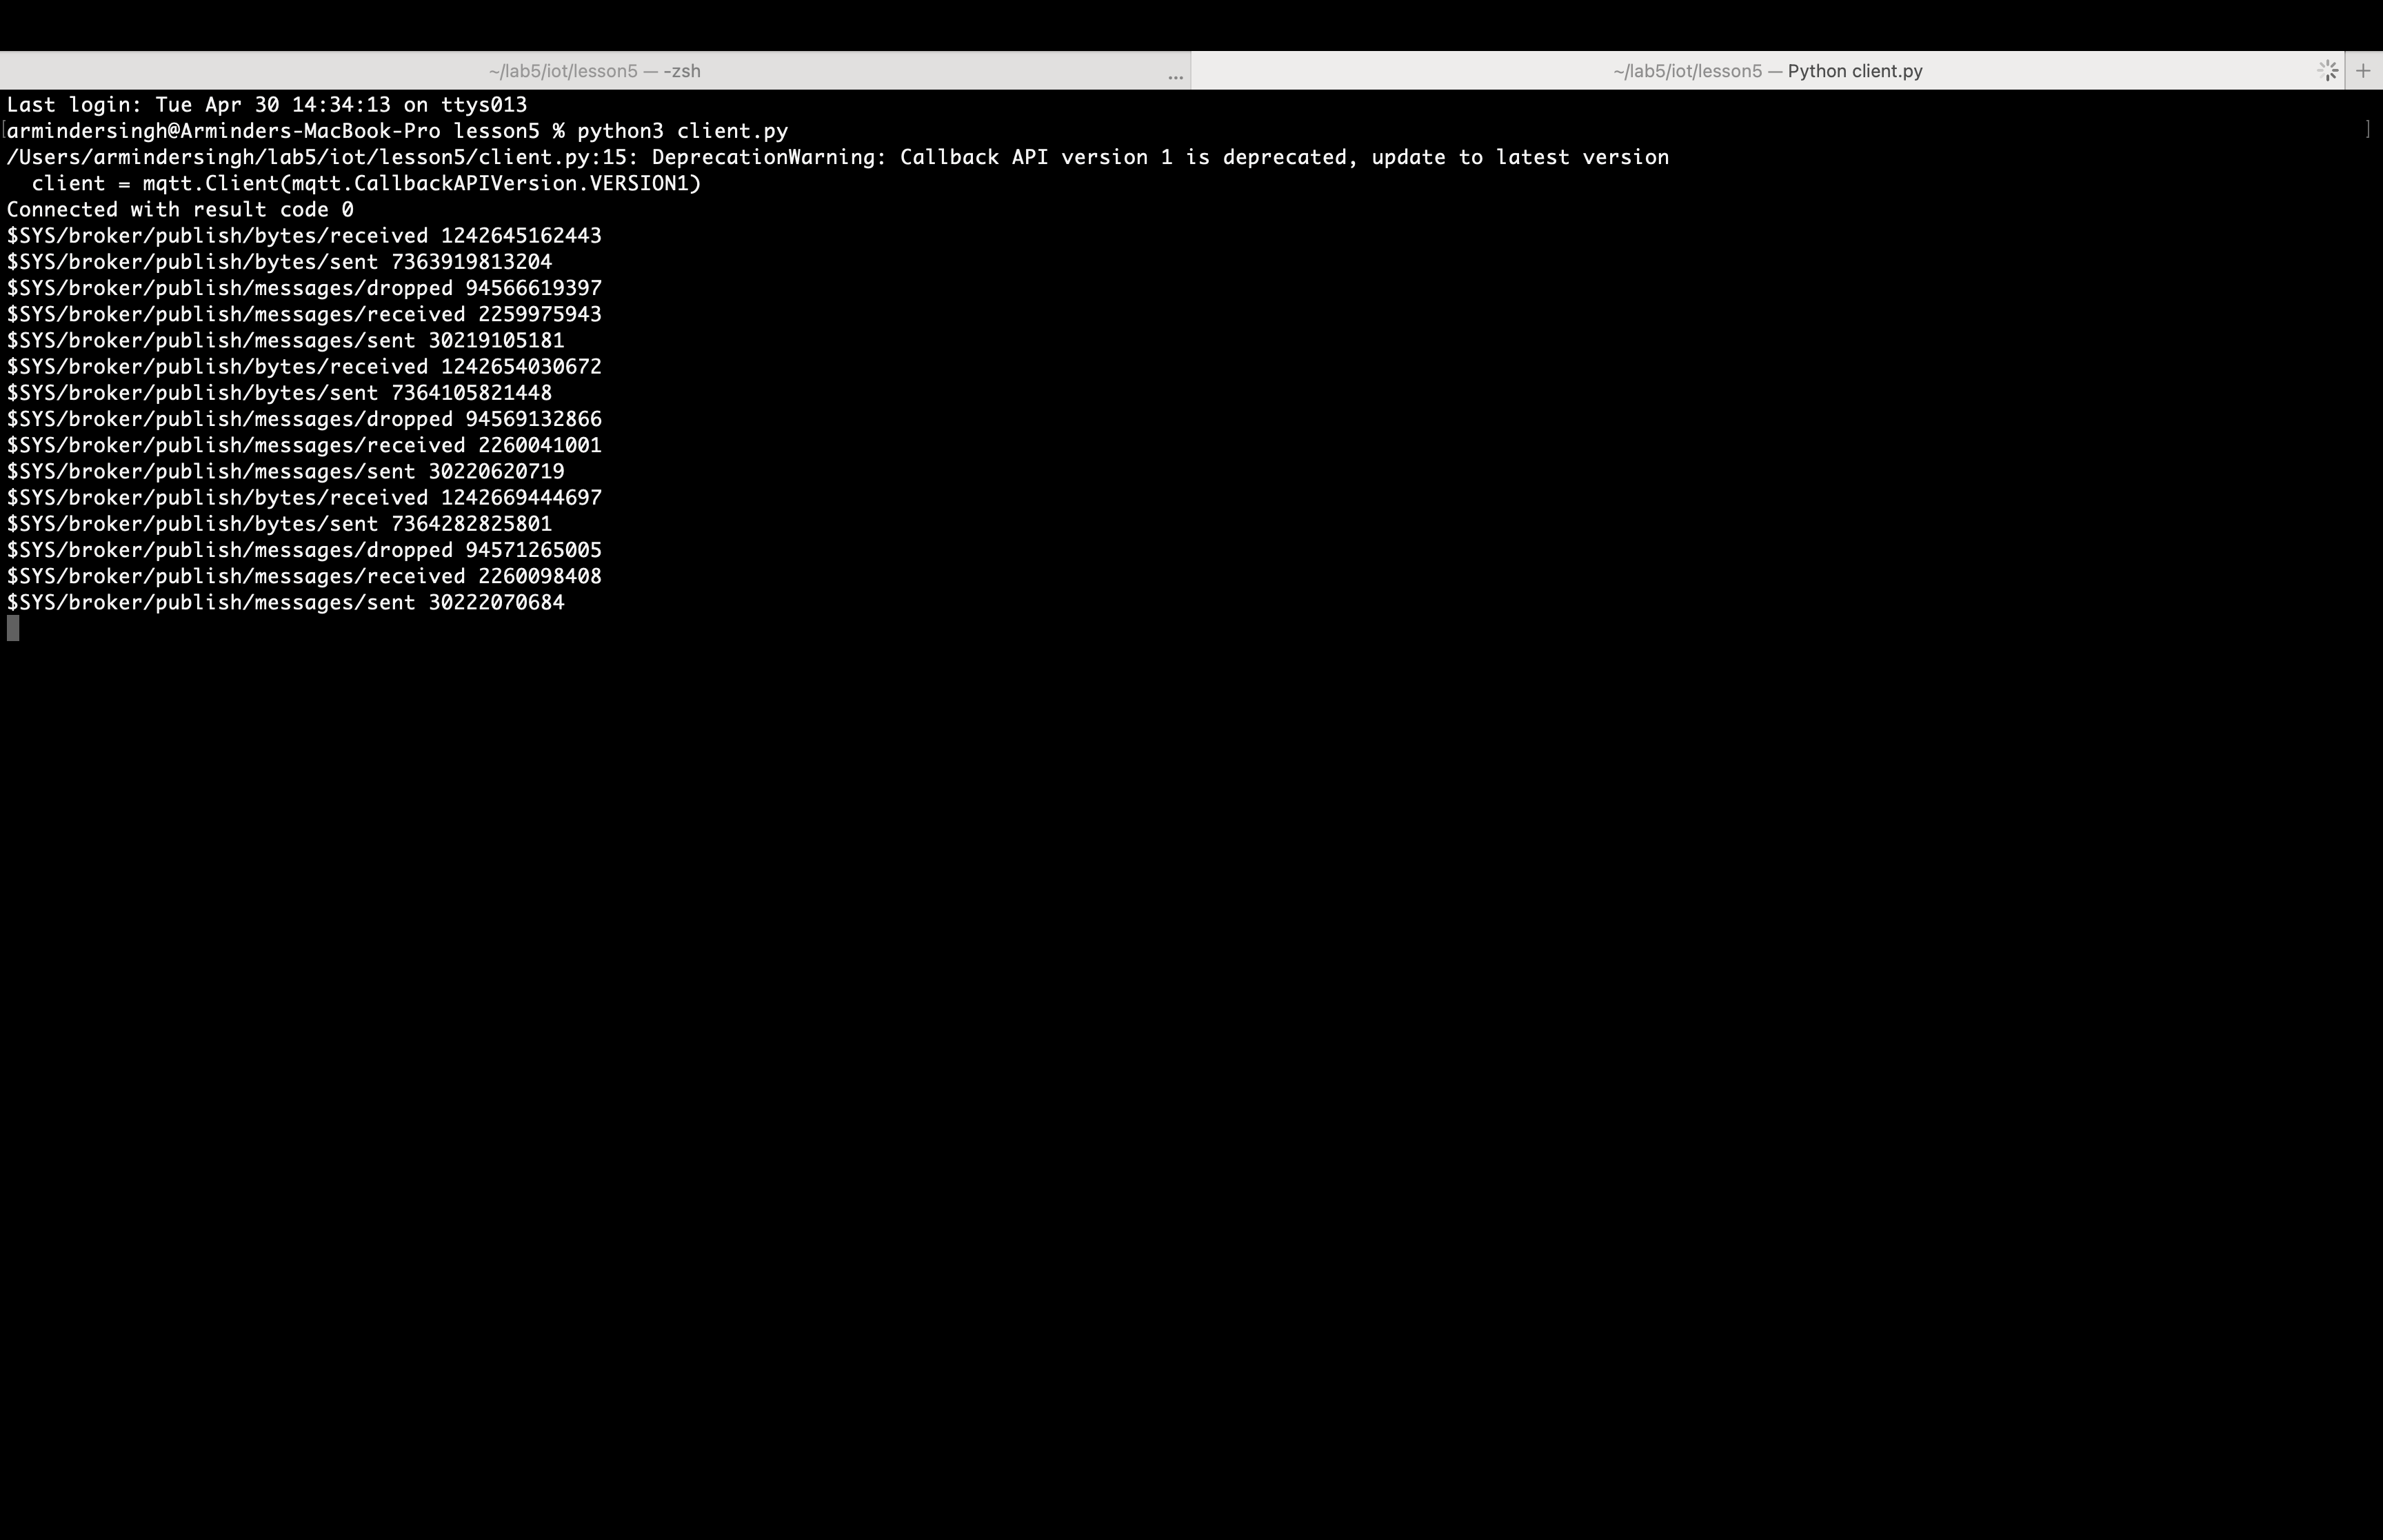 ~/lab5/iot/lesson5 — -zsh
...
~/lab5/iot/lesson5 — Python client.py
+
Last login: Tue Apr 30 14:34:13 on ttys013
[armindersingh@Arminders-MacBook-Pro lesson5 % python3 client.py ]
/Users/armindersingh/lab5/iot/lesson5/client.py:15: DeprecationWarning: Callback API version 1 is deprecated, update to latest version
  client = mqtt.Client(mqtt.CallbackAPIVersion.VERSION1)
Connected with result code 0
$SYS/broker/publish/bytes/received 1242645162443
$SYS/broker/publish/bytes/sent 7363919813204
$SYS/broker/publish/messages/dropped 94566619397
$SYS/broker/publish/messages/received 2259975943
$SYS/broker/publish/messages/sent 30219105181
$SYS/broker/publish/bytes/received 1242654030672
$SYS/broker/publish/bytes/sent 7364105821448
$SYS/broker/publish/messages/dropped 94569132866
$SYS/broker/publish/messages/received 2260041001
$SYS/broker/publish/messages/sent 30220620719
$SYS/broker/publish/bytes/received 1242669444697
$SYS/broker/publish/bytes/sent 7364282825801
$SYS/broker/publish/messages/dropped 94571265005
$SYS/broker/publish/messages/received 2260098408
$SYS/broker/publish/messages/sent 30222070684